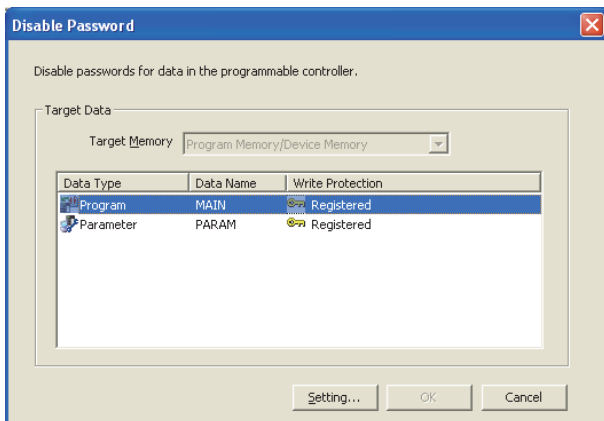 Disable Password
Disable passwords for data in the programmable controller.
Target Data
Target Memory Program Memory/Device Memory
Data Type Data Name Write Protection
Program MAIN Registered
Parameter PARAM Registered
Setting... OK Cancel